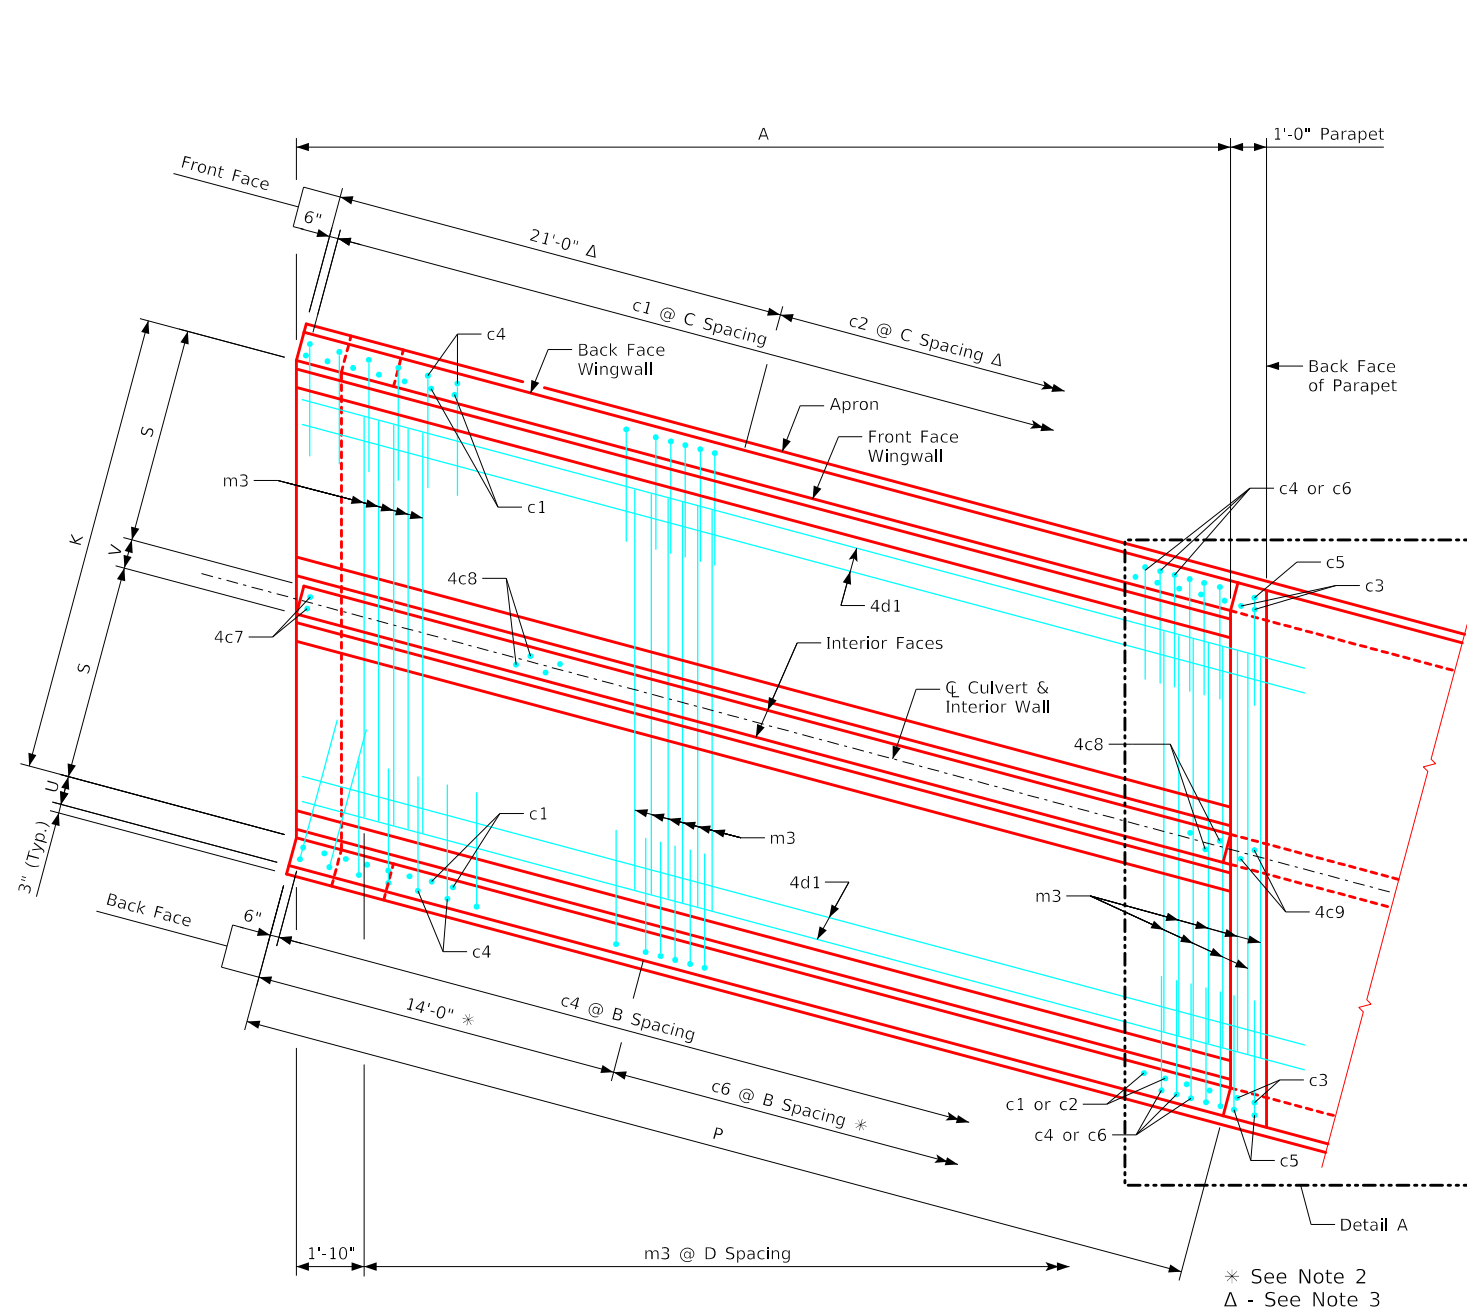 A
1'-0" Parapet
Front Face
6"
21'-0" Δ
c1 @ C Spacing
c2 @ C Spacing Δ
c4
Back Face
Wingwall
Back Face
of Parapet
Apron
Front Face
Wingwall
S
K
V
m3
c1
c4 or c6
c5
c3
4c8
4d1
4c7
Interior Faces
S
℄ Culvert &
Interior Wall
4c8
U
3" (Typ.)
c1
m3
4d1
m3
4c9
Back Face
6"
c4
14'-0" ✳
c4 @ B Spacing
c6 @ B Spacing ✳
P
c1 or c2
c4 or c6
c3
c5
Detail A
1'-10"
m3 @ D Spacing
✳ See Note 2
Δ - See Note 3